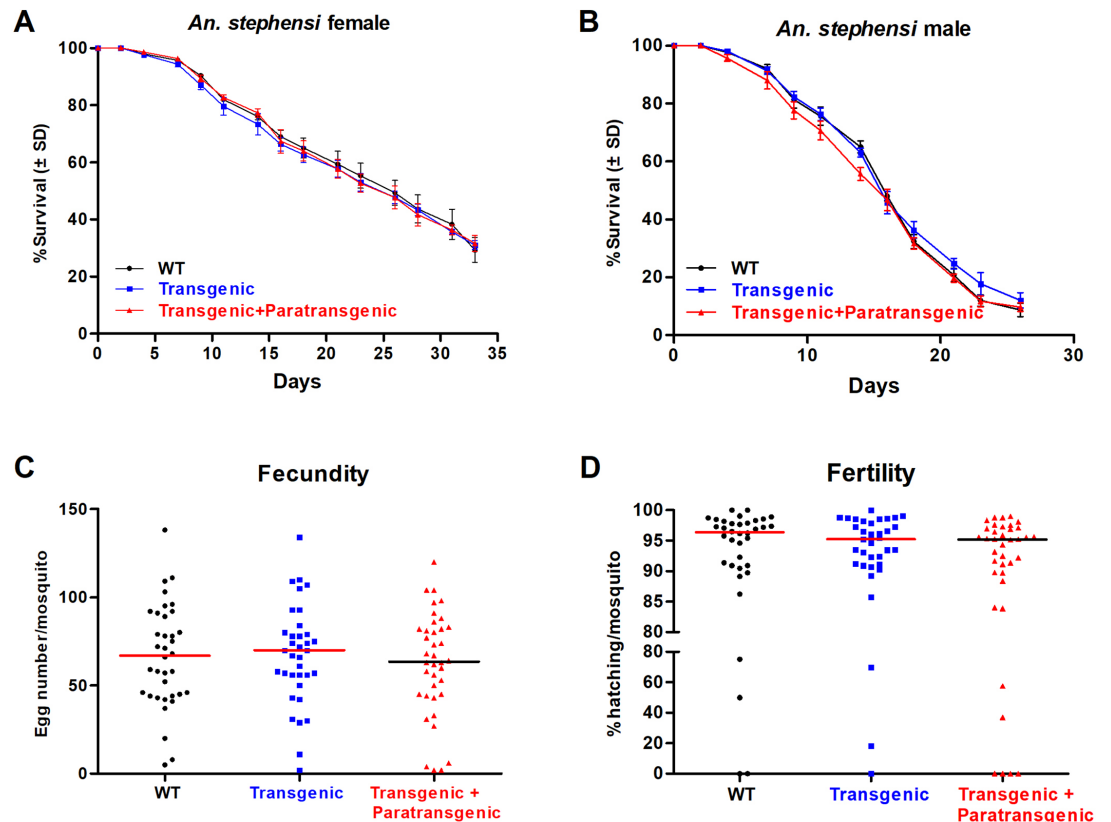 A
An. stephensi female
%Survival (± SD)
100
80
60
40
20
0
WT
Transgenic
Transgenic+Paratransgenic
0 5 10 15 20 25 30 35
Days
B
An. stephensi male
%Survival (± SD)
100
80
60
40
20
0
WT
Transgenic
Transgenic+Paratransgenic
0 10 20 30
Days
C
Fecundity
Egg number/mosquito
150
100
50
0
WT Transgenic Transgenic +
Paratransgenic
D
Fertility
%hatching/mosquito
100
95
90
85
80
80
60
40
20
0
WT Transgenic Transgenic +
Paratransgenic